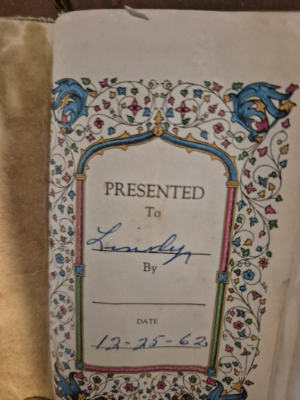 PRESENTED
To
Lindy
By
DATE
12-25-62